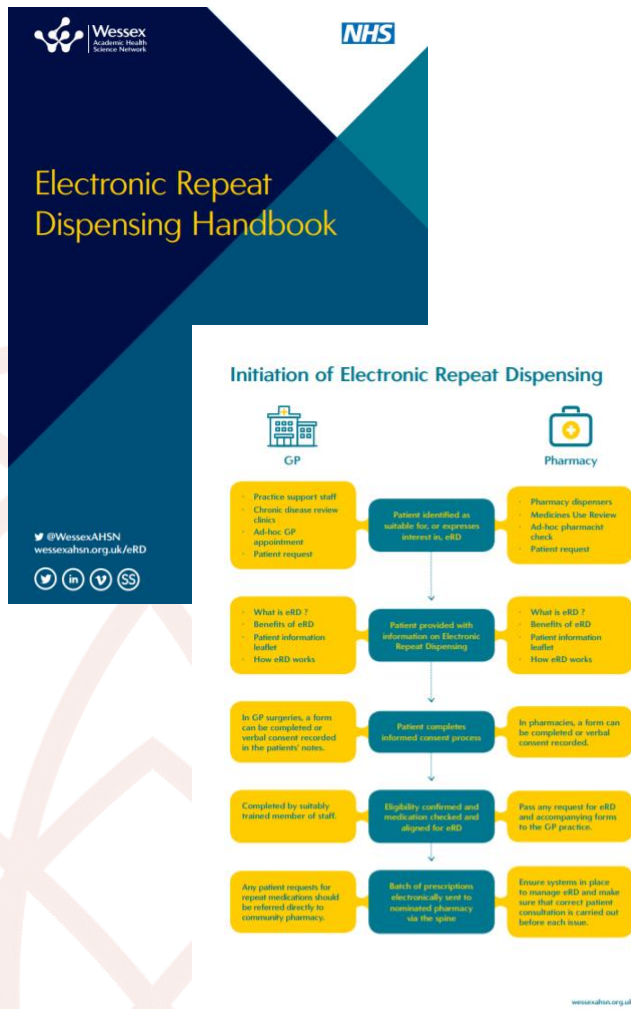 Wessex
Academic Health
Science Network
NHS
Electronic Repeat
Dispensing Handbook
@WessexAHSN
wessexahsn.org.uk/eRD
in
SS
Initiation of Electronic Repeat Dispensing
GP
Pharmacy
· Practice support staff
· Chronic disease review
clinics
· Ad-hoc GP
appointment
· Patient request
Patient identified as
suitable for, or expresses
interest in, eRD
· Pharmacy dispensers
· Medicines Use Review
· Ad-hoc pharmacist
check
· Patient request
· What is eRD ?
· Benefits of eRD
· Patient information
leaflet
· How eRD works
Patient provided with
information on Electronic
Repeat Dispensing
· What is eRD ?
· Benefits of eRD
· Patient information
leaflet
· How eRD works
In GP surgeries, a form
can be completed or
verbal consent recorded
in the patients' notes.
Patient completes
informed consent process
In pharmacies, a form can
be completed or verbal
consent recorded.
Completed by suitably
trained member of staff.
Eligibility confirmed and
medication checked and
aligned for eRD
Pass any request for eRD
and accompanying forms
to the GP practice.
Any patient requests for
repeat medications should
be referred directly to
community pharmacy.
Batch of prescriptions
electronically sent to
nominated pharmacy
via the spine
Ensure systems in place
to manage eRD and make
sure that correct patient
consultation is carried out
before each issue.
wessexahsn.org.uk